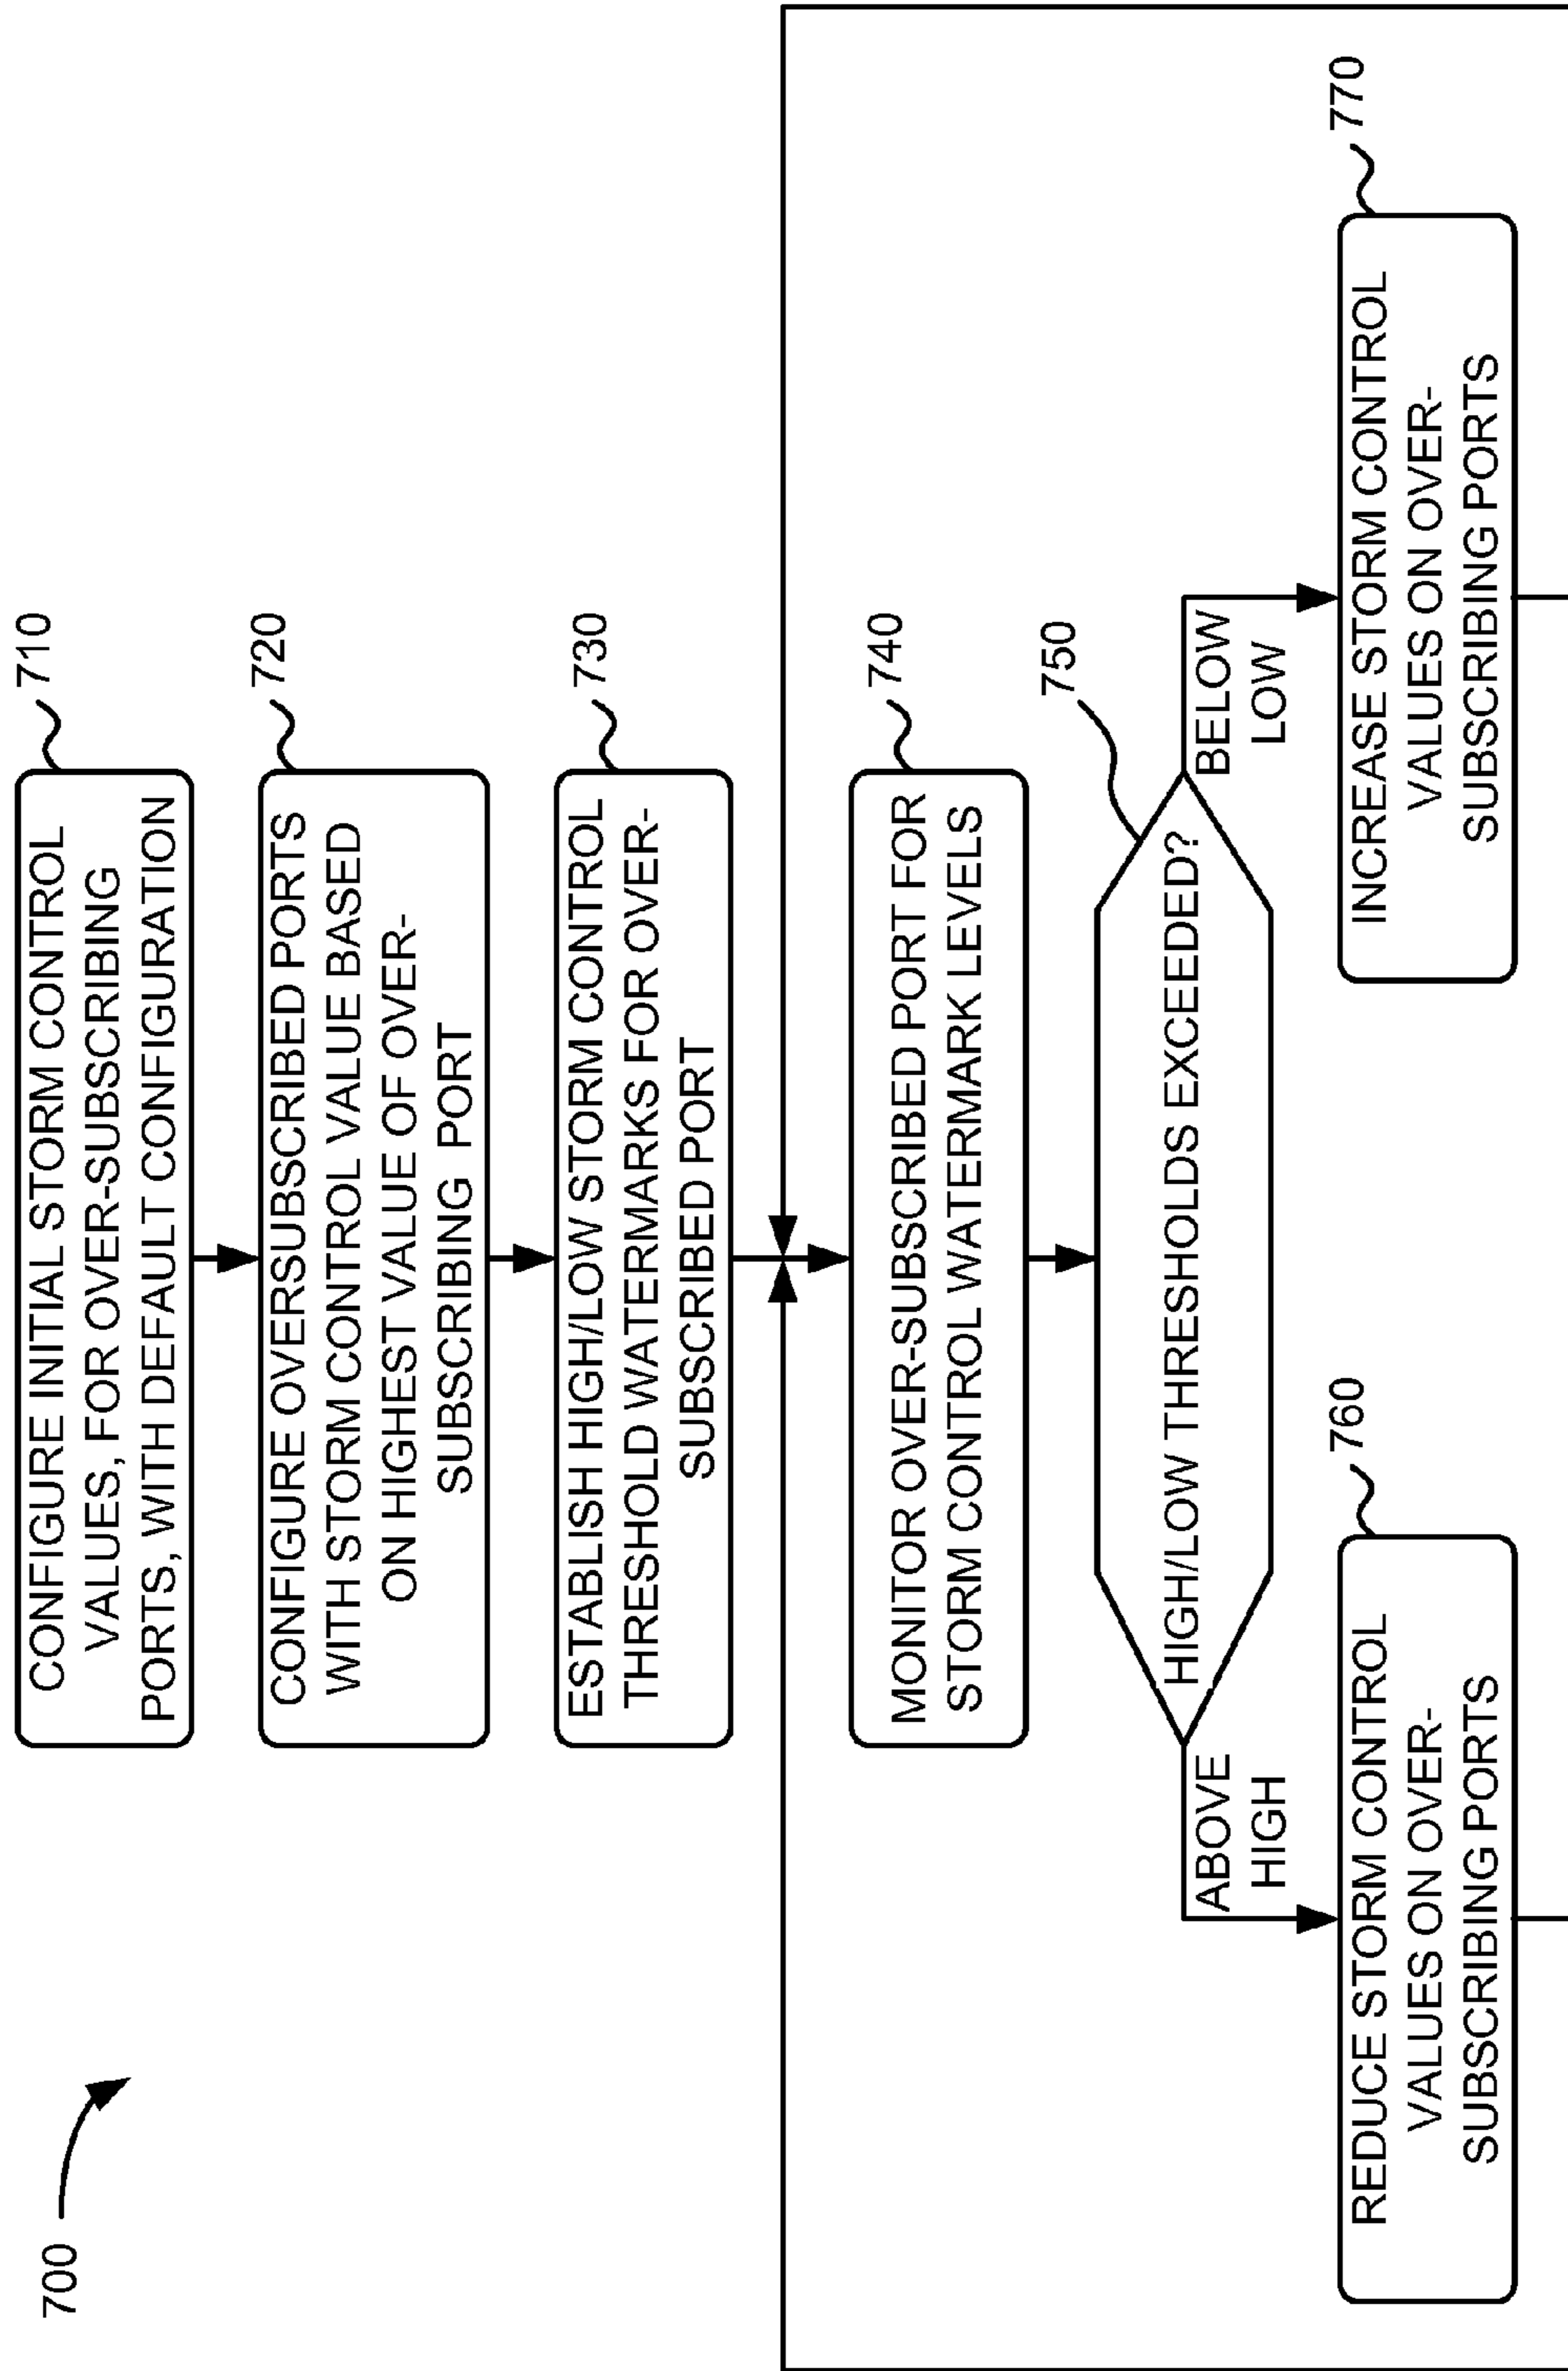 700
CONFIGURE INITIAL STORM CONTROL
VALUES, FOR OVER-SUBSCRIBING
PORTS, WITH DEFAULT CONFIGURATION
710
CONFIGURE OVERSUBSCRIBED PORTS
WITH STORM CONTROL VALUE BASED
ON HIGHEST VALUE OF OVER-
SUBSCRIBING PORT
720
ESTABLISH HIGH/LOW STORM CONTROL
THRESHOLD WATERMARKS FOR OVER-
SUBSCRIBED PORT
730
MONITOR OVER-SUBSCRIBED PORT FOR
STORM CONTROL WATERMARK LEVELS
740
HIGH/LOW THRESHOLDS EXCEEDED?
750
ABOVE
HIGH
BELOW
LOW
REDUCE STORM CONTROL
VALUES ON OVER-
SUBSCRIBING PORTS
760
INCREASE STORM CONTROL
VALUES ON OVER-
SUBSCRIBING PORTS
770